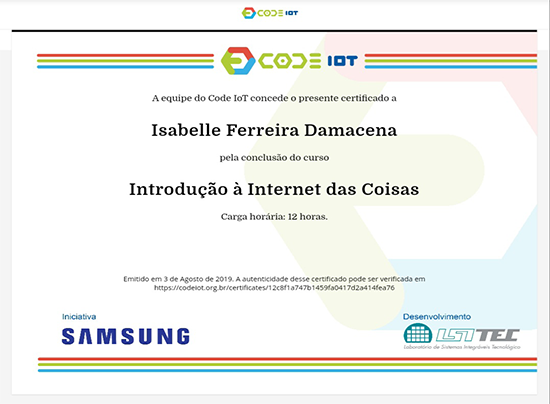 CODE IOT
CODE IOT
A equipe do Code IoT concede o presente certificado a
Isabelle Ferreira Damacena
pela conclusão do curso
Introdução à Internet das Coisas
Carga horária: 12 horas.
Emitido em 3 de Agosto de 2019. A autenticidade desse certificado pode ser verificada em
https://codeiot.org.br/certificates/12c8f1a747b1459fa0417d2a414fea76
Iniciativa
SAMSUNG
Desenvolvimento
LSITEC
Laboratório de Sistemas Integráveis Tecnológico